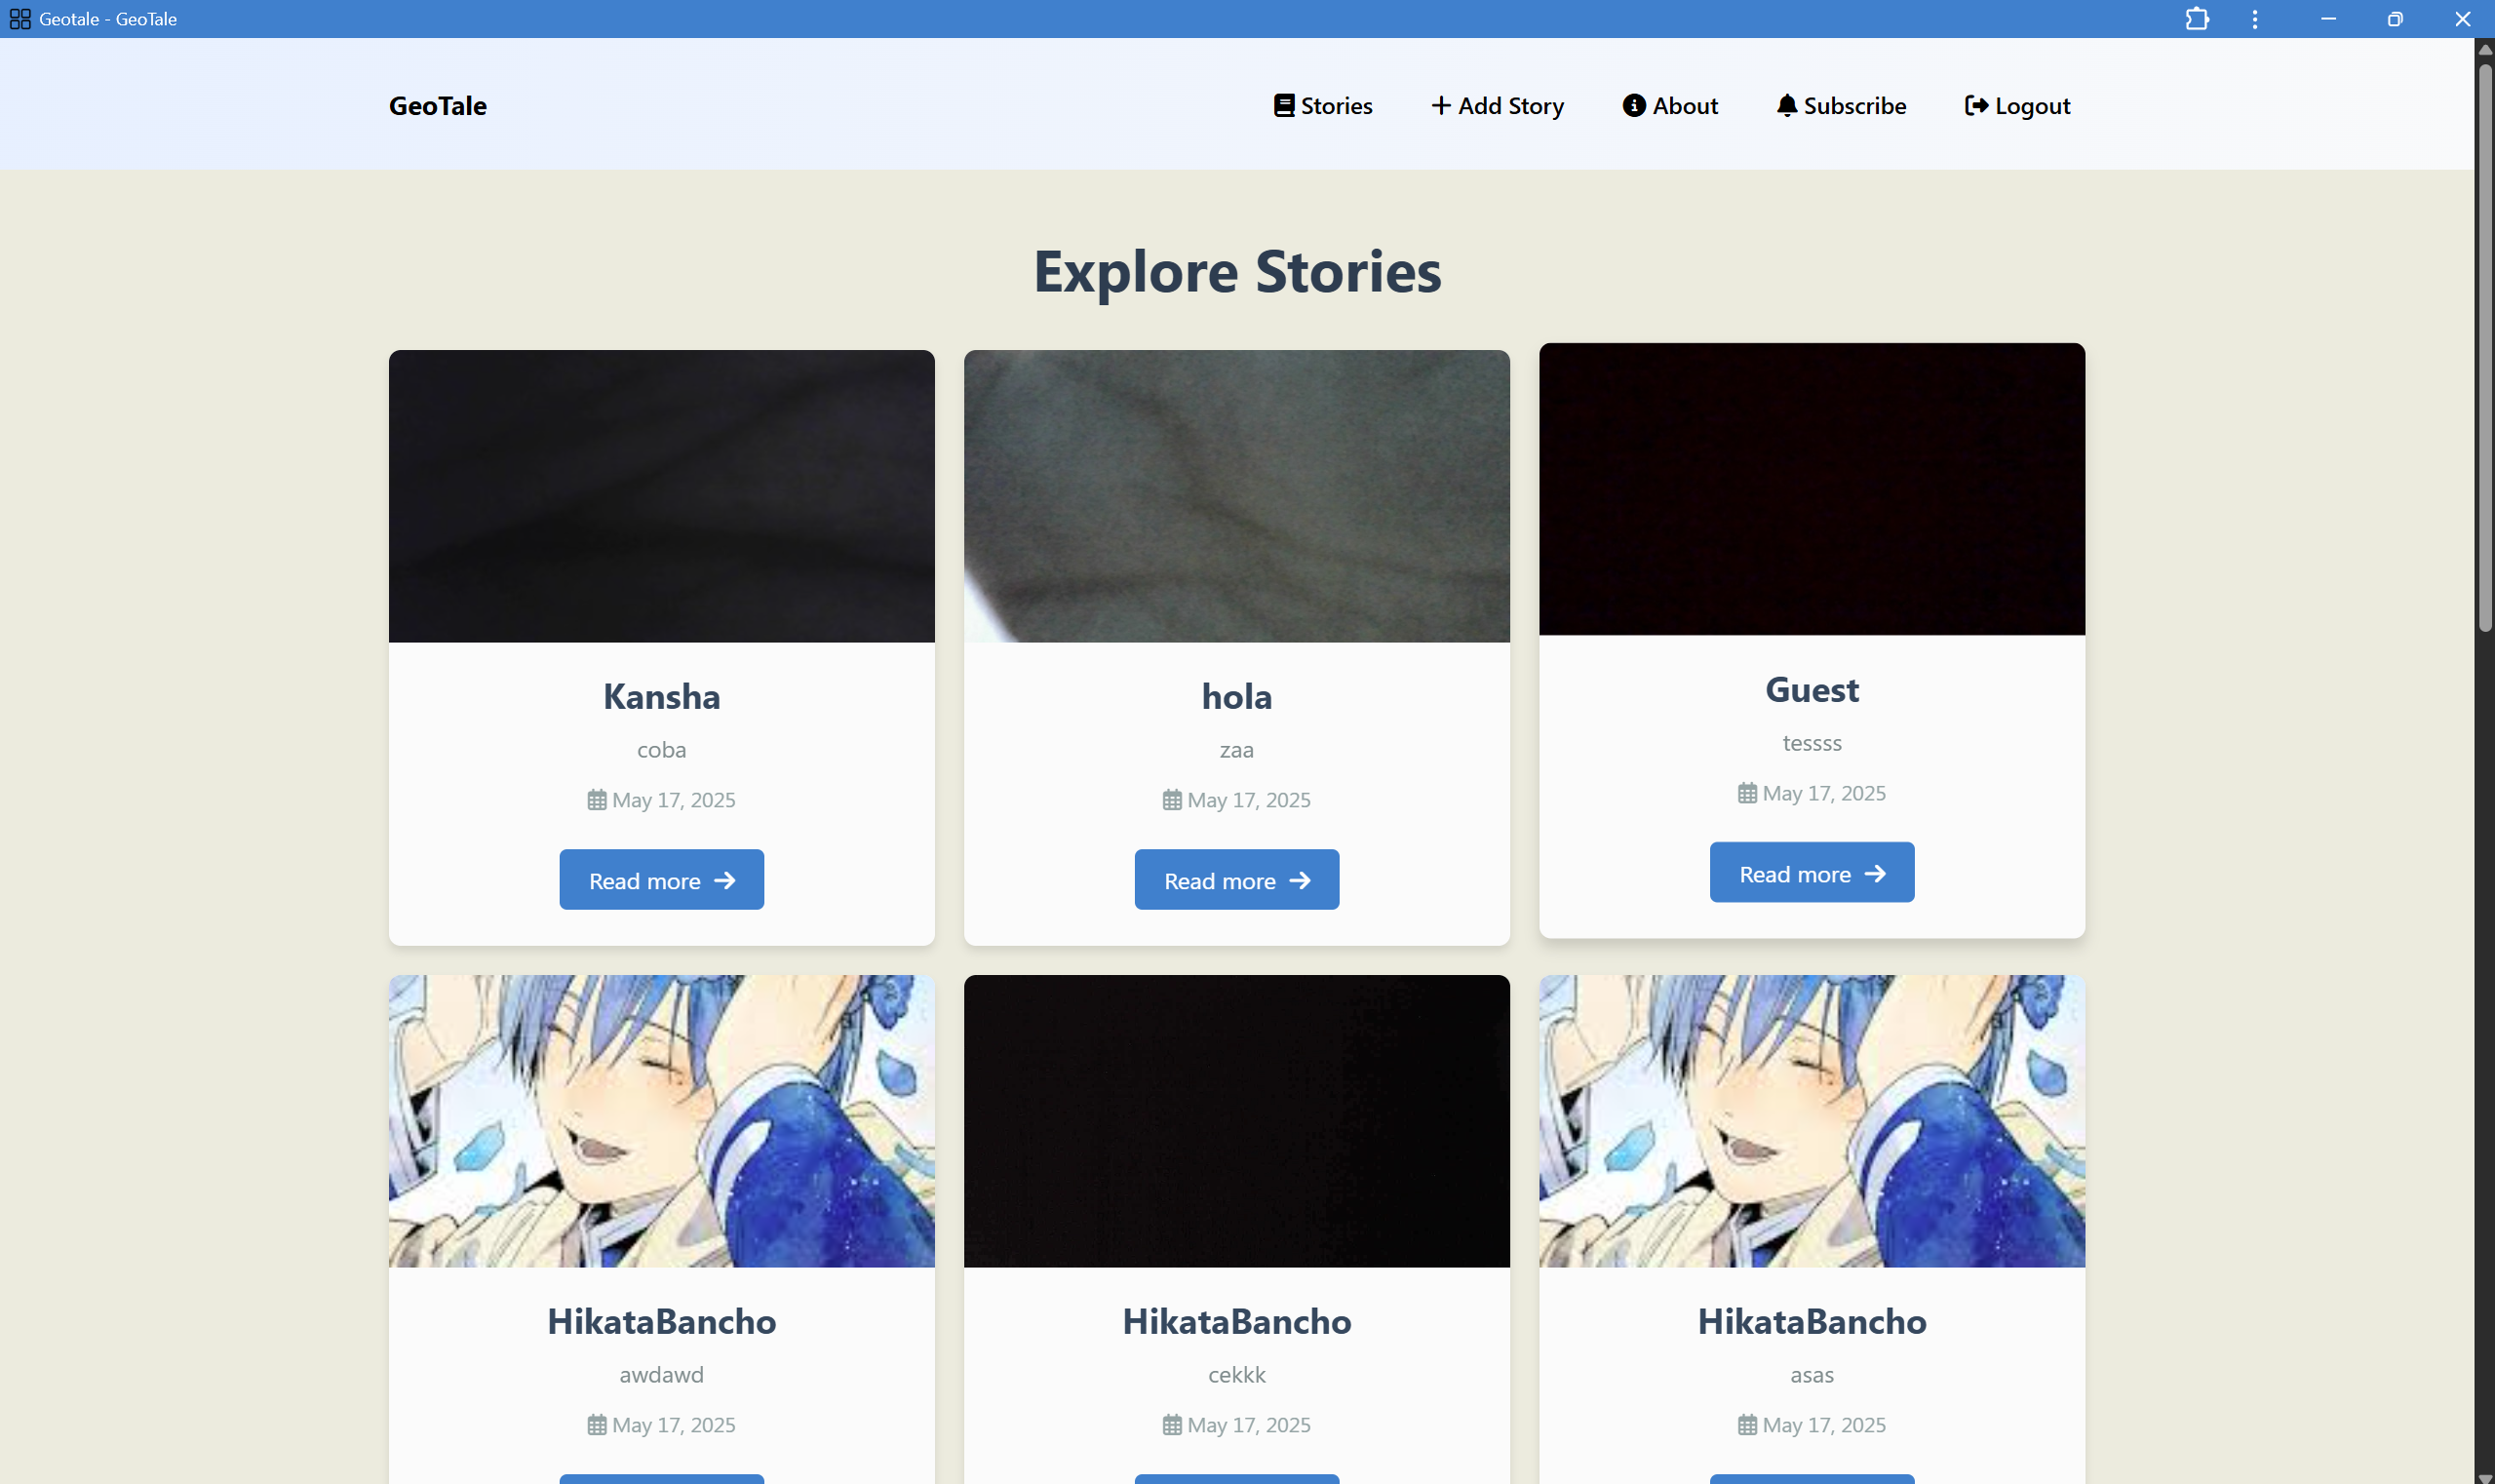 Geotale - GeoTale
GeoTale
Stories
Add Story
About
Subscribe
Logout
Explore Stories
Kansha
coba
May 17, 2025
Read more
hola
zaa
May 17, 2025
Read more
Guest
tessss
May 17, 2025
Read more
HikataBancho
awdawd
May 17, 2025
HikataBancho
cekkk
May 17, 2025
HikataBancho
asas
May 17, 2025